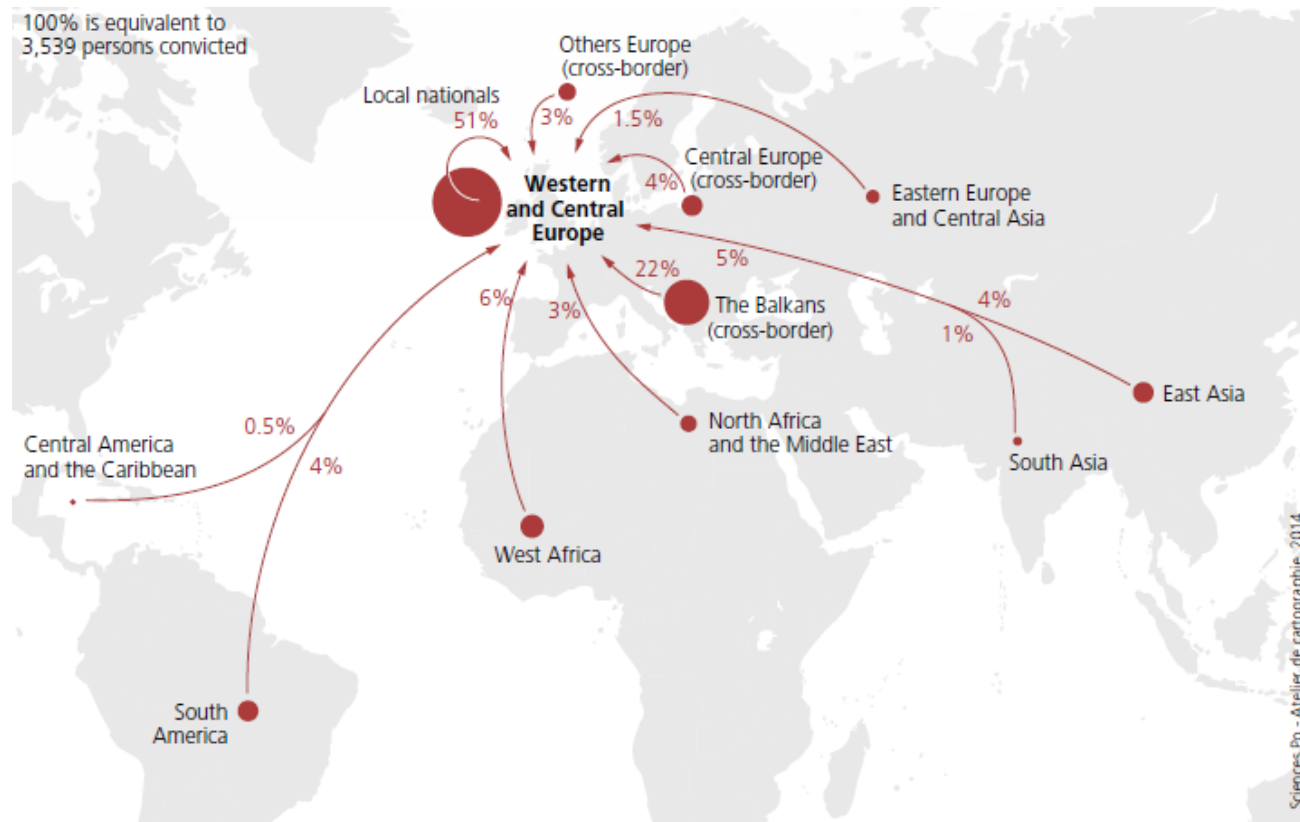 100% is equivalent to
3,539 persons convicted
Others Europe
(cross-border)
Local nationals
51%
3%
1.5%
Central Europe
(cross-border)
4%
Western
and Central
Europe
Eastern Europe
and Central Asia
5%
22%
6%
3%
The Balkans
(cross-border)
4%
1%
East Asia
North Africa
and the Middle East
South Asia
0.5%
Central America
and the Caribbean
4%
West Africa
South
America
Sciences Po - Atelier de cartographie, 2014